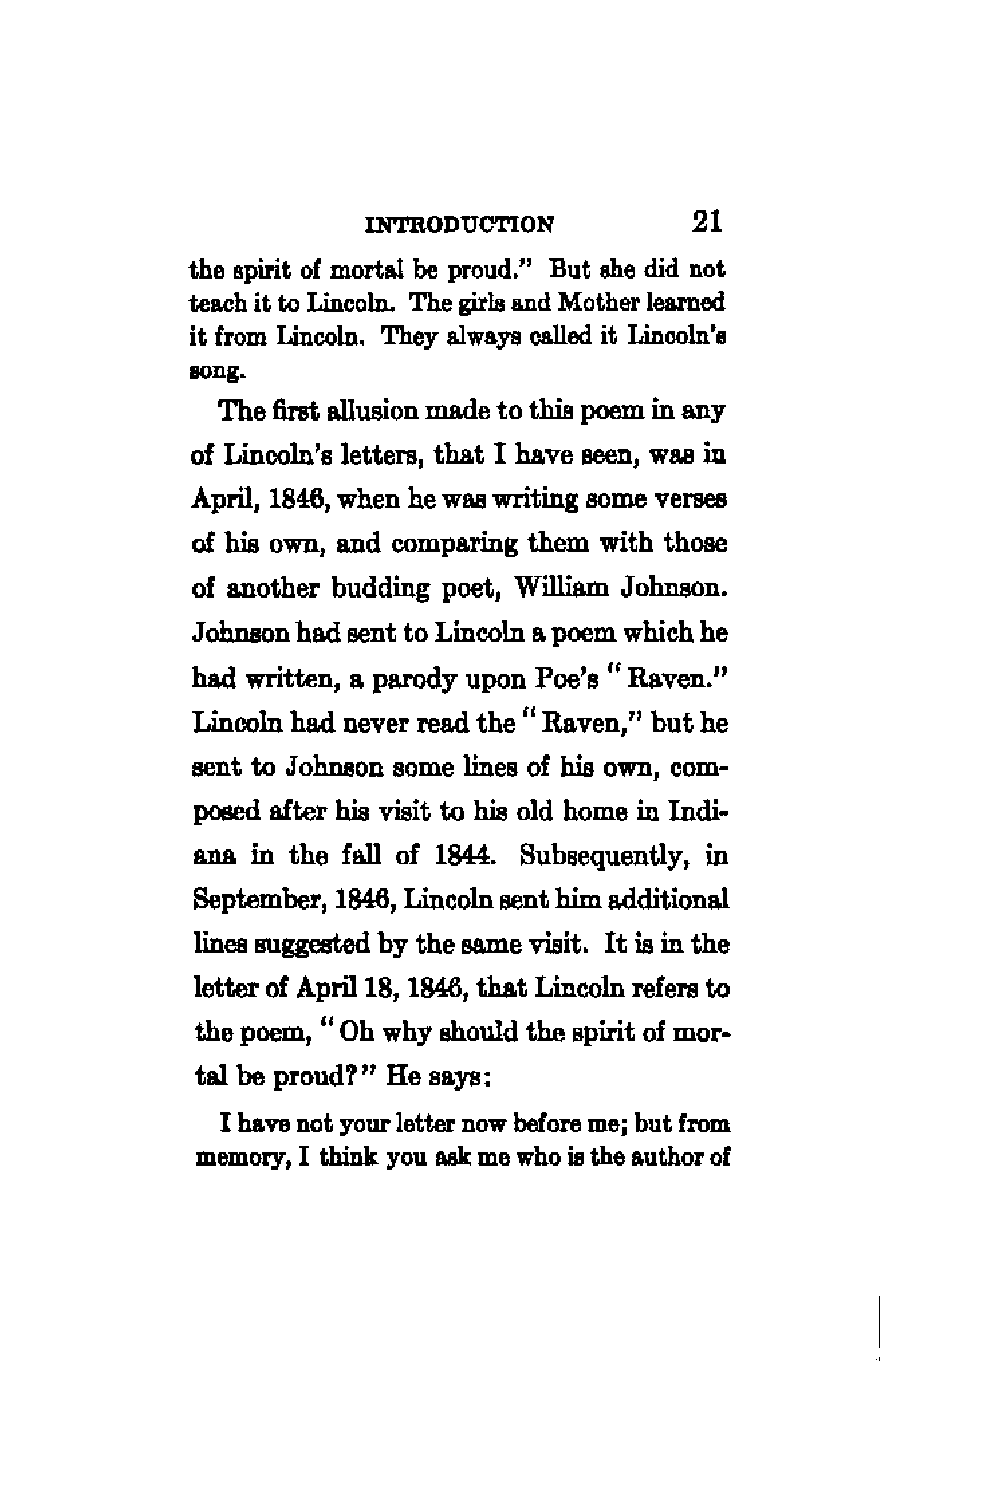 INTRODUCTION 21
the spirit of mortal be proud." But she did not
teach it to Lincoln. The girls and Mother learned
it from Lincoln. They always called it Lincoln's
song.
The first allusion made to this poem in any
of Lincoln's letters, that I have seen, was in
April, 1846, when he was writing some verses
of his own, and comparing them with those
of another budding poet, William Johnson.
Johnson had sent to Lincoln a poem which he
had written, a parody upon Poe's "Raven."
Lincoln had never read the "Raven," but he
sent to Johnson some lines of his own, com-
posed after his visit to his old home in Indi-
ana in the fall of 1844. Subsequently, in
September, 1846, Lincoln sent him additional
lines suggested by the same visit. It is in the
letter of April 18, 1846, that Lincoln refers to
the poem, "Oh why should the spirit of mor-
tal be proud?" He says:
I have not your letter now before me; but from
memory, I think you ask me who is the author of